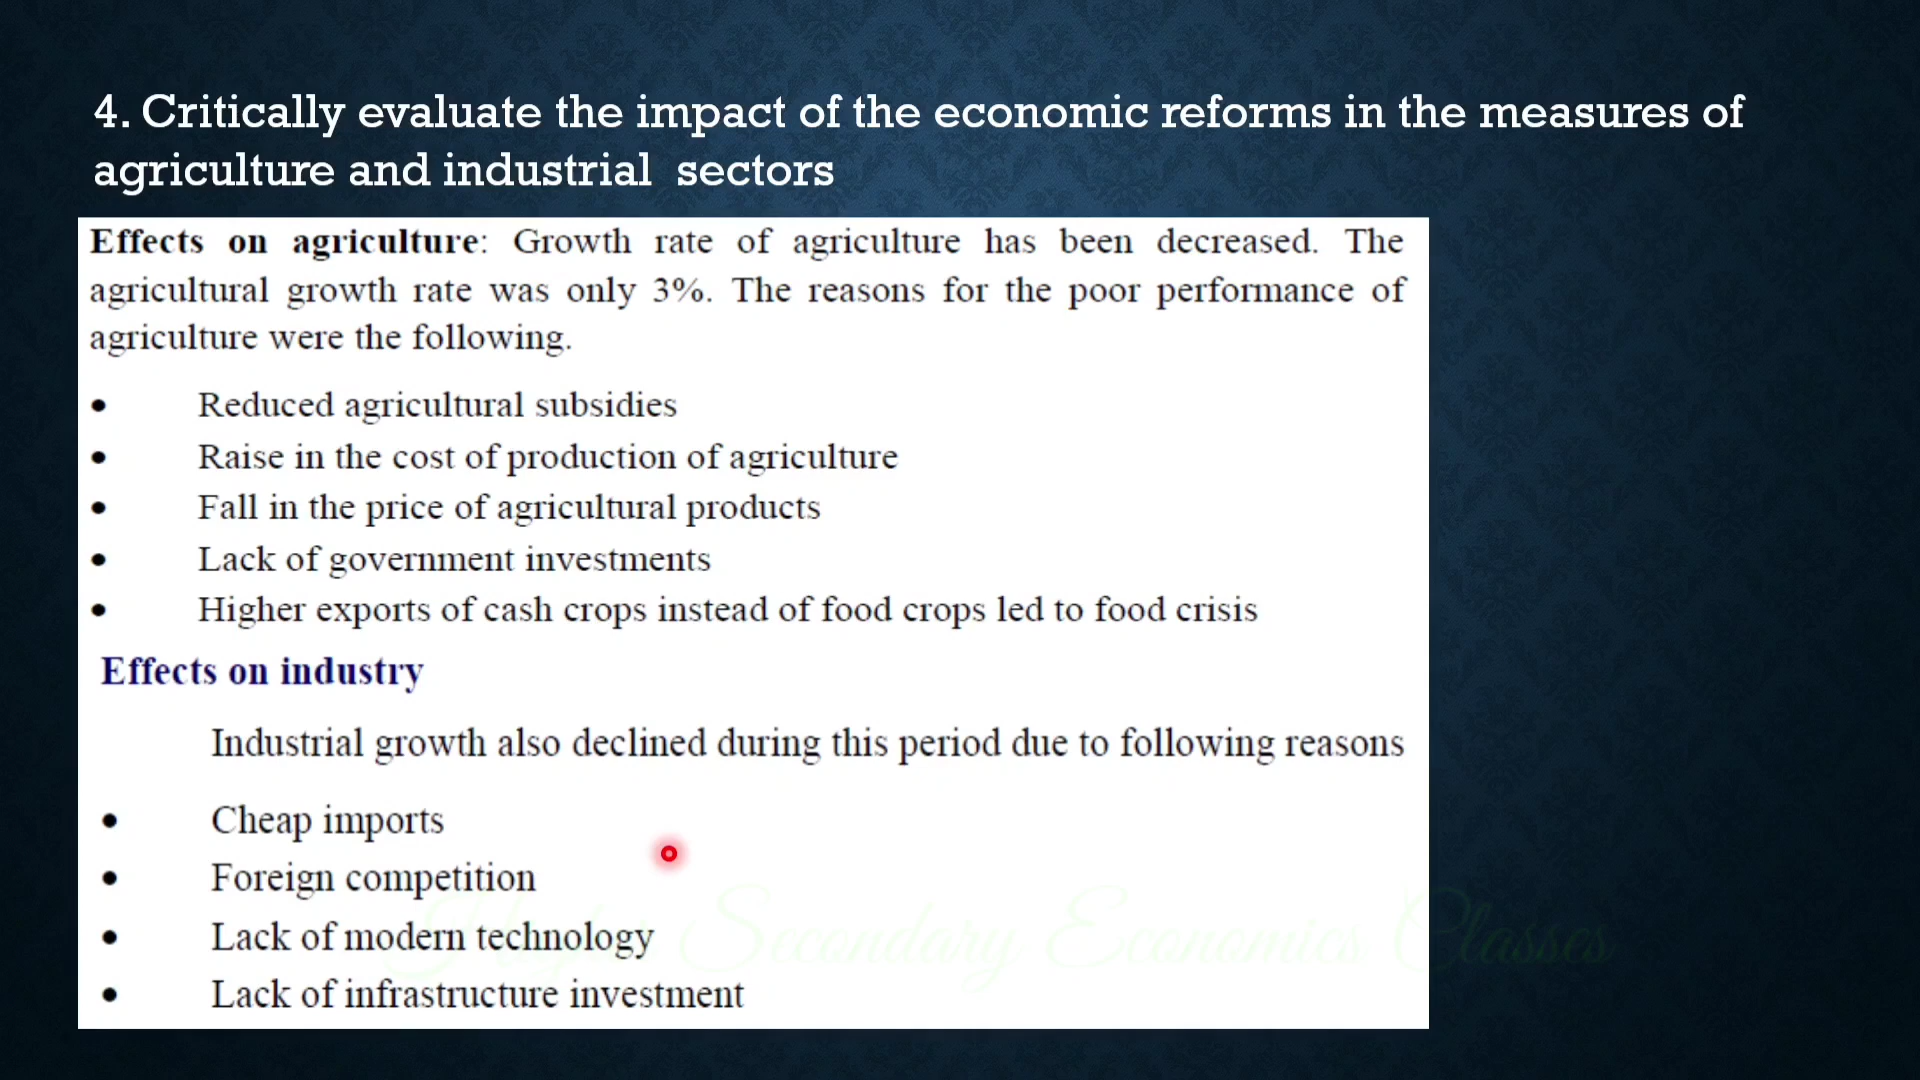 4. Critically evaluate the impact of the economic reforms in the measures of
agriculture and industrial sectors
Effects on agriculture: Growth rate of agriculture has been decreased. The
agricultural growth rate was only 3%. The reasons for the poor performance of
agriculture were the following.
• Reduced agricultural subsidies
• Raise in the cost of production of agriculture
• Fall in the price of agricultural products
• Lack of government investments
• Higher exports of cash crops instead of food crops led to food crisis
Effects on industry
Industrial growth also declined during this period due to following reasons
• Cheap imports
• Foreign competition
• Lack of modern technology
• Lack of infrastructure investment
Higher Secondary Economics Classes